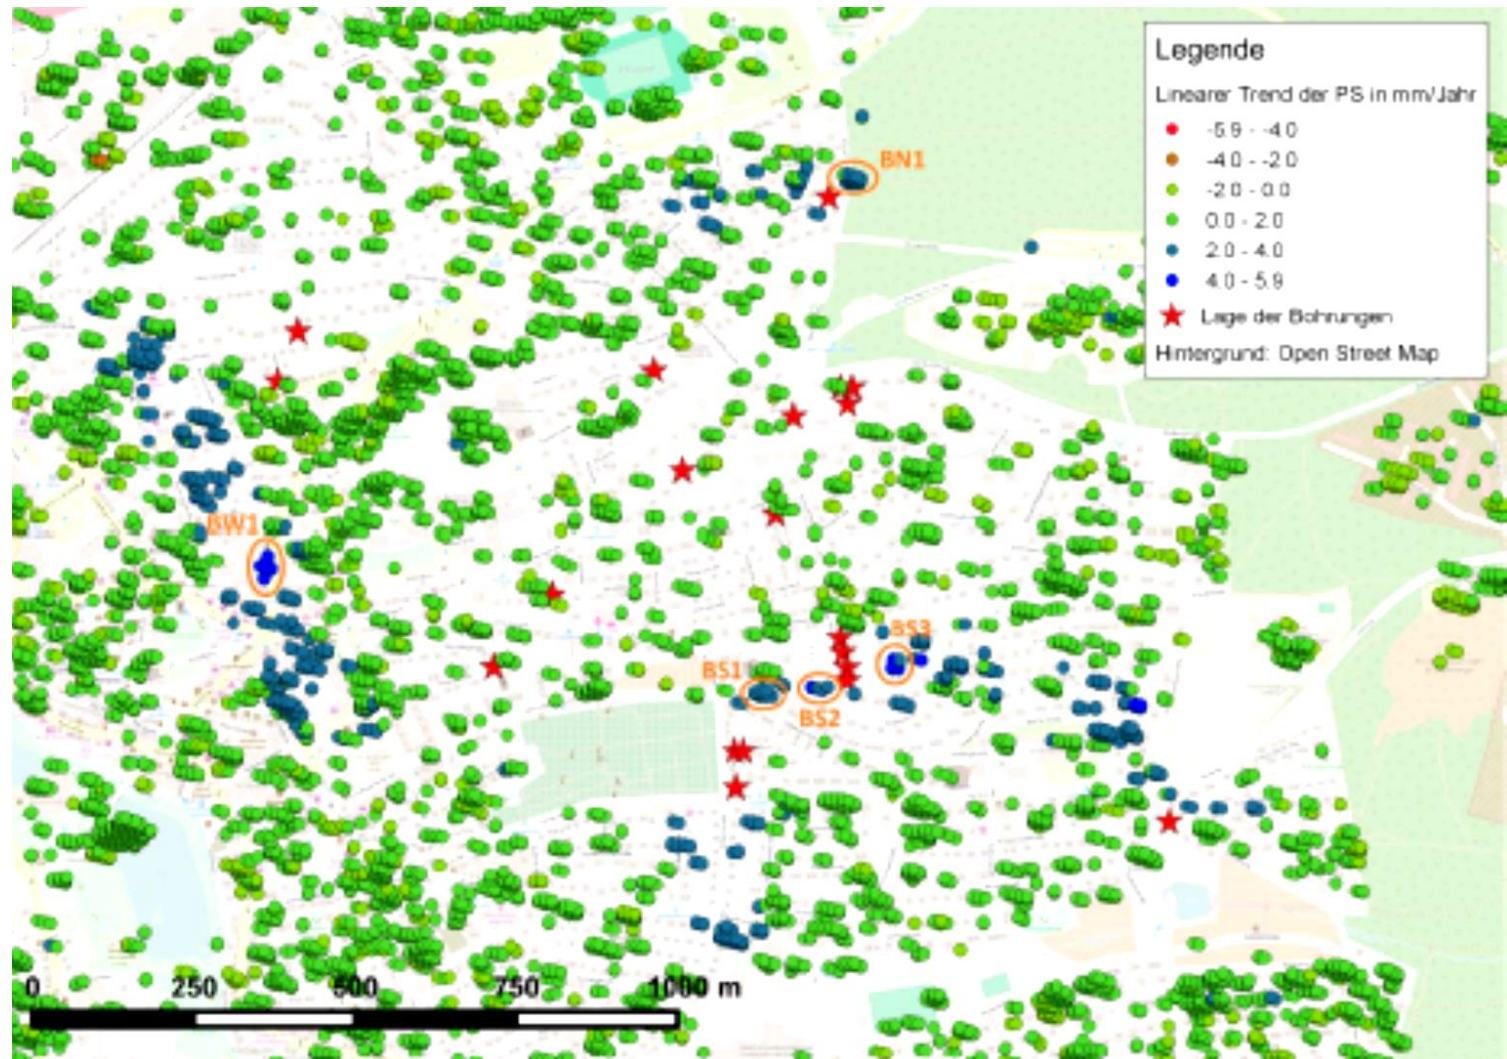 Legende
Linearer Trend der PS in mm/Jahr
-5.9 - -4.0
-4.0 - -2.0
-2.0 - 0.0
0.0 - 2.0
2.0 - 4.0
4.0 - 5.9
Lage der Bohrungen
Hintergrund: Open Street Map
BN1
BW1
BS3
BS1
BS2
0 250 500 750 1000 m